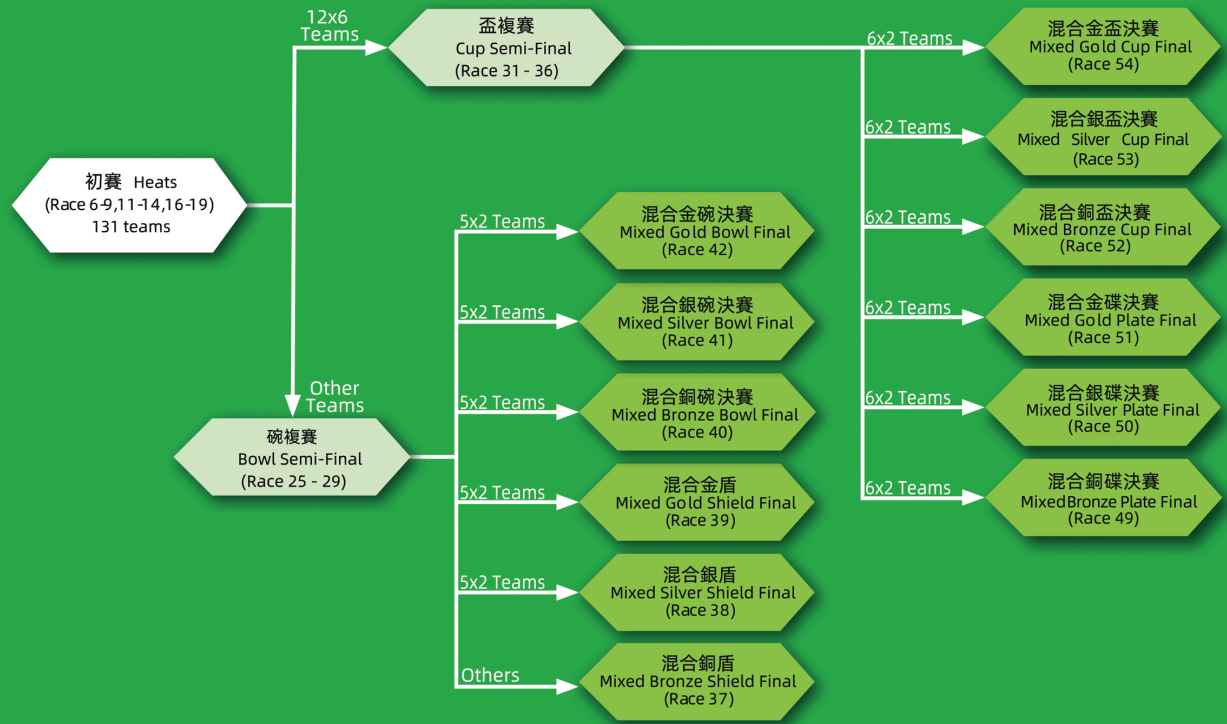 初賽 Heats
(Race 6-9,11-14,16-19)
131 teams
12x6
Teams
盃複賽
Cup Semi-Final
(Race 31 - 36)
6x2 Teams
混合金盃決賽
Mixed Gold Cup Final
(Race 54)
6x2 Teams
混合銀盃決賽
Mixed Silver Cup Final
(Race 53)
6x2 Teams
混合銅盃決賽
Mixed Bronze Cup Final
(Race 52)
6x2 Teams
混合金碟決賽
Mixed Gold Plate Final
(Race 51)
6x2 Teams
混合銀碟決賽
Mixed Silver Plate Final
(Race 50)
6x2 Teams
混合銅碟決賽
MixedBronze Plate Final
(Race 49)
Other
Teams
碗複賽
Bowl Semi-Final
(Race 25 - 29)
5x2 Teams
混合金碗決賽
Mixed Gold Bowl Final
(Race 42)
5x2 Teams
混合銀碗決賽
Mixed Silver Bowl Final
(Race 41)
5x2 Teams
混合銅碗決賽
Mixed Bronze Bowl Final
(Race 40)
5x2 Teams
混合金盾
Mixed Gold Shield Final
(Race 39)
5x2 Teams
混合銀盾
Mixed Silver Shield Final
(Race 38)
Others
混合銅盾
Mixed Bronze Shield Final
(Race 37)